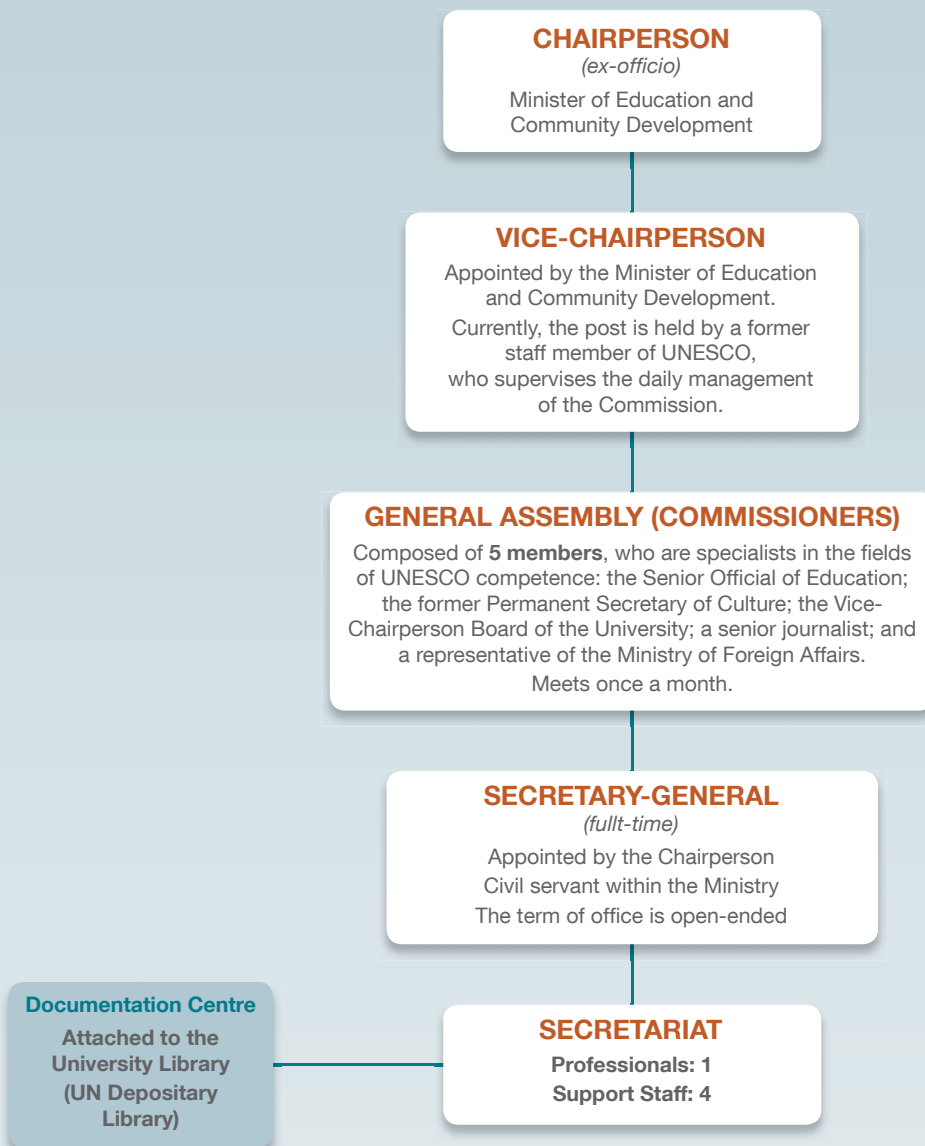 CHAIRPERSON
(ex-officio)
Minister of Education and
Community Development
VICE-CHAIRPERSON
Appointed by the Minister of Education
and Community Development.
Currently, the post is held by a former
staff member of UNESCO,
who supervises the daily management
of the Commission.
GENERAL ASSEMBLY (COMMISSIONERS)
Composed of 5 members, who are specialists in the fields
of UNESCO competence: the Senior Official of Education;
the former Permanent Secretary of Culture; the Vice-
Chairperson Board of the University; a senior journalist; and
a representative of the Ministry of Foreign Affairs.
Meets once a month.
SECRETARY-GENERAL
(fullt-time)
Appointed by the Chairperson
Civil servant within the Ministry
The term of office is open-ended
Documentation Centre
Attached to the
University Library
(UN Depositary
Library)
SECRETARIAT
Professionals: 1
Support Staff: 4